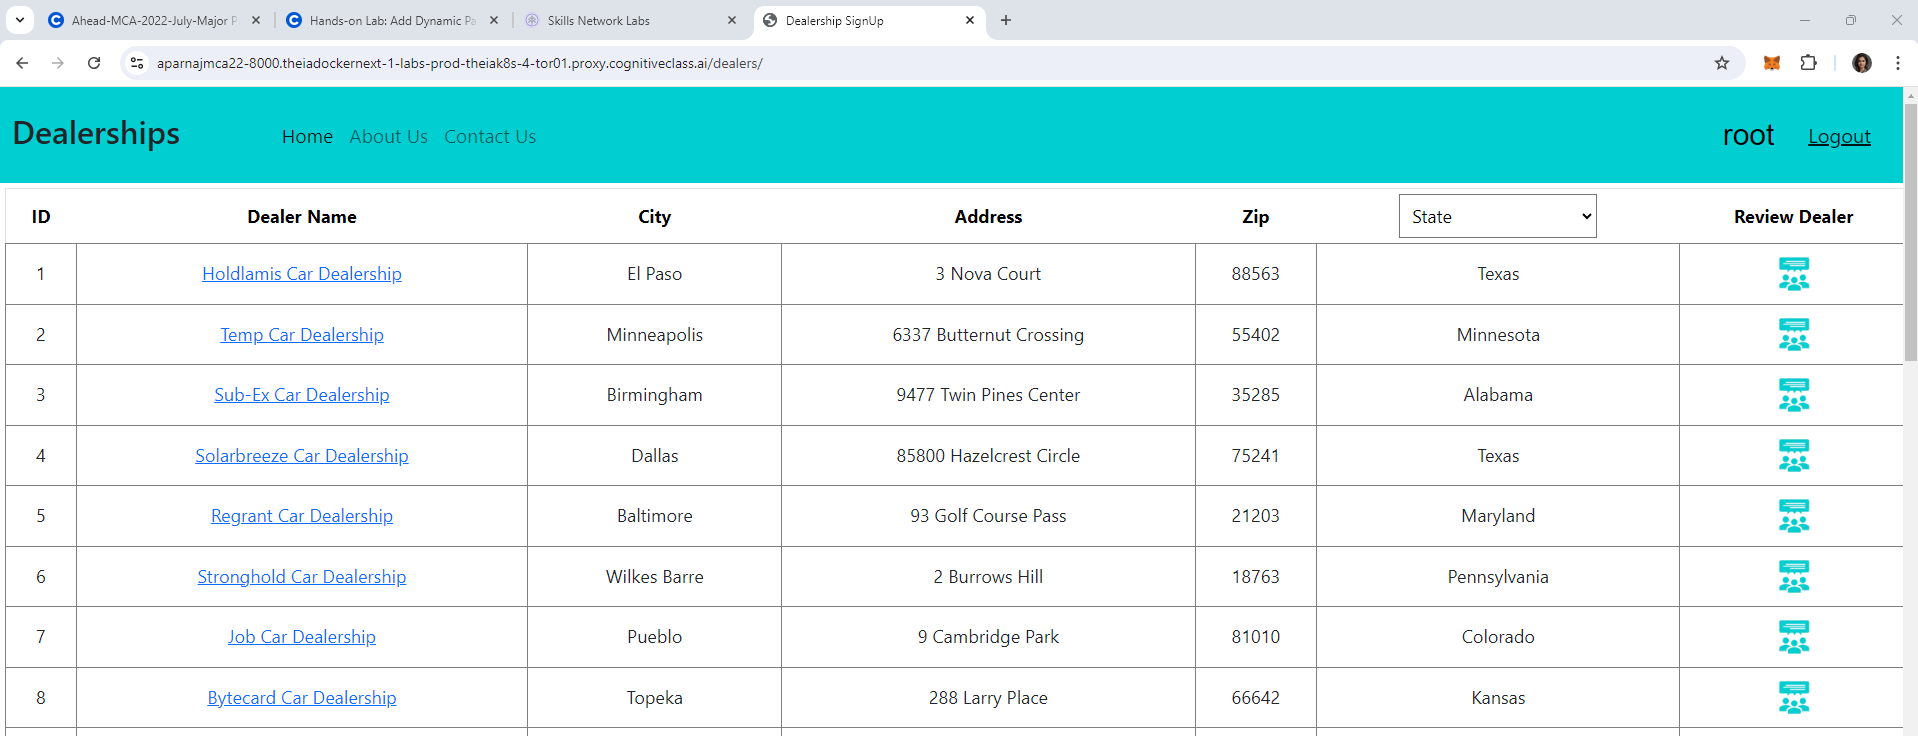 Ahead-MCA-2022-July-Major P
Hands-on Lab: Add Dynamic Pa
Skills Network Labs
Dealership SignUp
aparnajmca22-8000.theiadockernext-1-labs-prod-theiak8s-4-tor01.proxy.cognitiveclass.ai/dealers/
Dealerships Home About Us Contact Us root Logout
ID Dealer Name City Address Zip State Review Dealer
1 Holdlamis Car Dealership El Paso 3 Nova Court 88563 Texas
2 Temp Car Dealership Minneapolis 6337 Butternut Crossing 55402 Minnesota
3 Sub-Ex Car Dealership Birmingham 9477 Twin Pines Center 35285 Alabama
4 Solarbreeze Car Dealership Dallas 85800 Hazelcrest Circle 75241 Texas
5 Regrant Car Dealership Baltimore 93 Golf Course Pass 21203 Maryland
6 Stronghold Car Dealership Wilkes Barre 2 Burrows Hill 18763 Pennsylvania
7 Job Car Dealership Pueblo 9 Cambridge Park 81010 Colorado
8 Bytecard Car Dealership Topeka 288 Larry Place 66642 Kansas